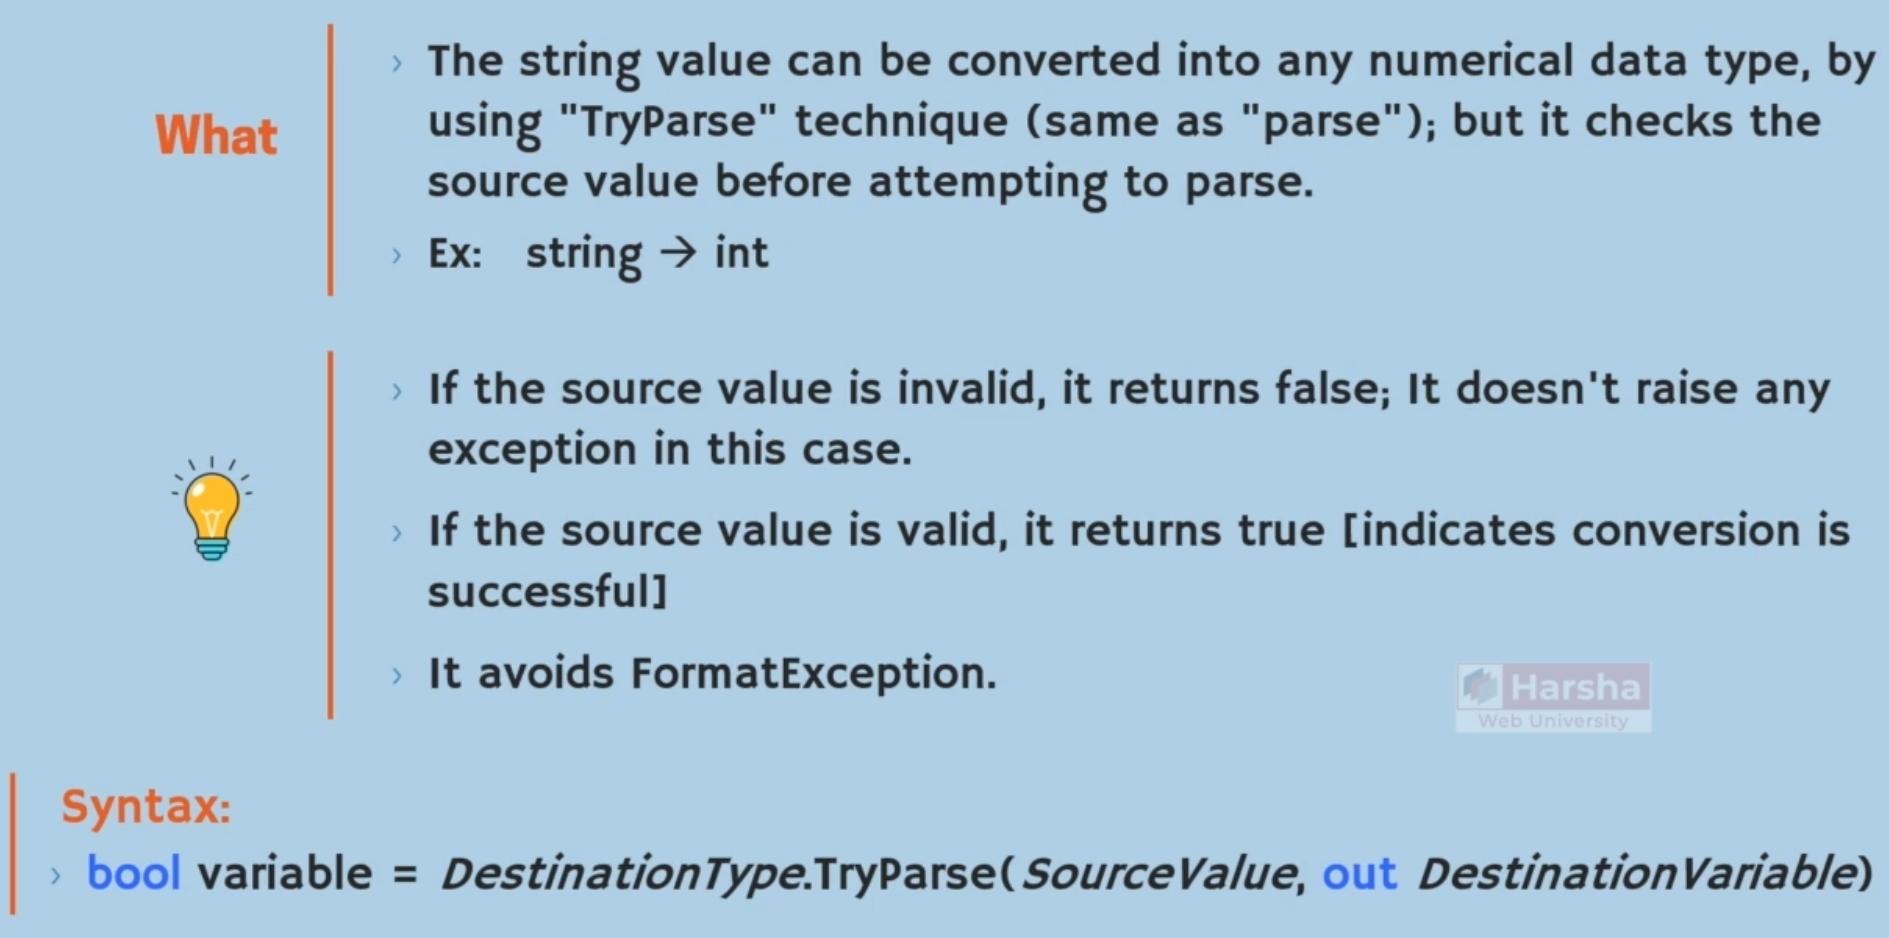 What
› The string value can be converted into any numerical data type, by
using "TryParse" technique (same as "parse"); but it checks the
source value before attempting to parse.
› Ex: string → int
› If the source value is invalid, it returns false; It doesn't raise any
exception in this case.
› If the source value is valid, it returns true [indicates conversion is
successful]
› It avoids FormatException.
Harsha
Web University
Syntax:
› bool variable = DestinationType.TryParse(SourceValue, out DestinationVariable)